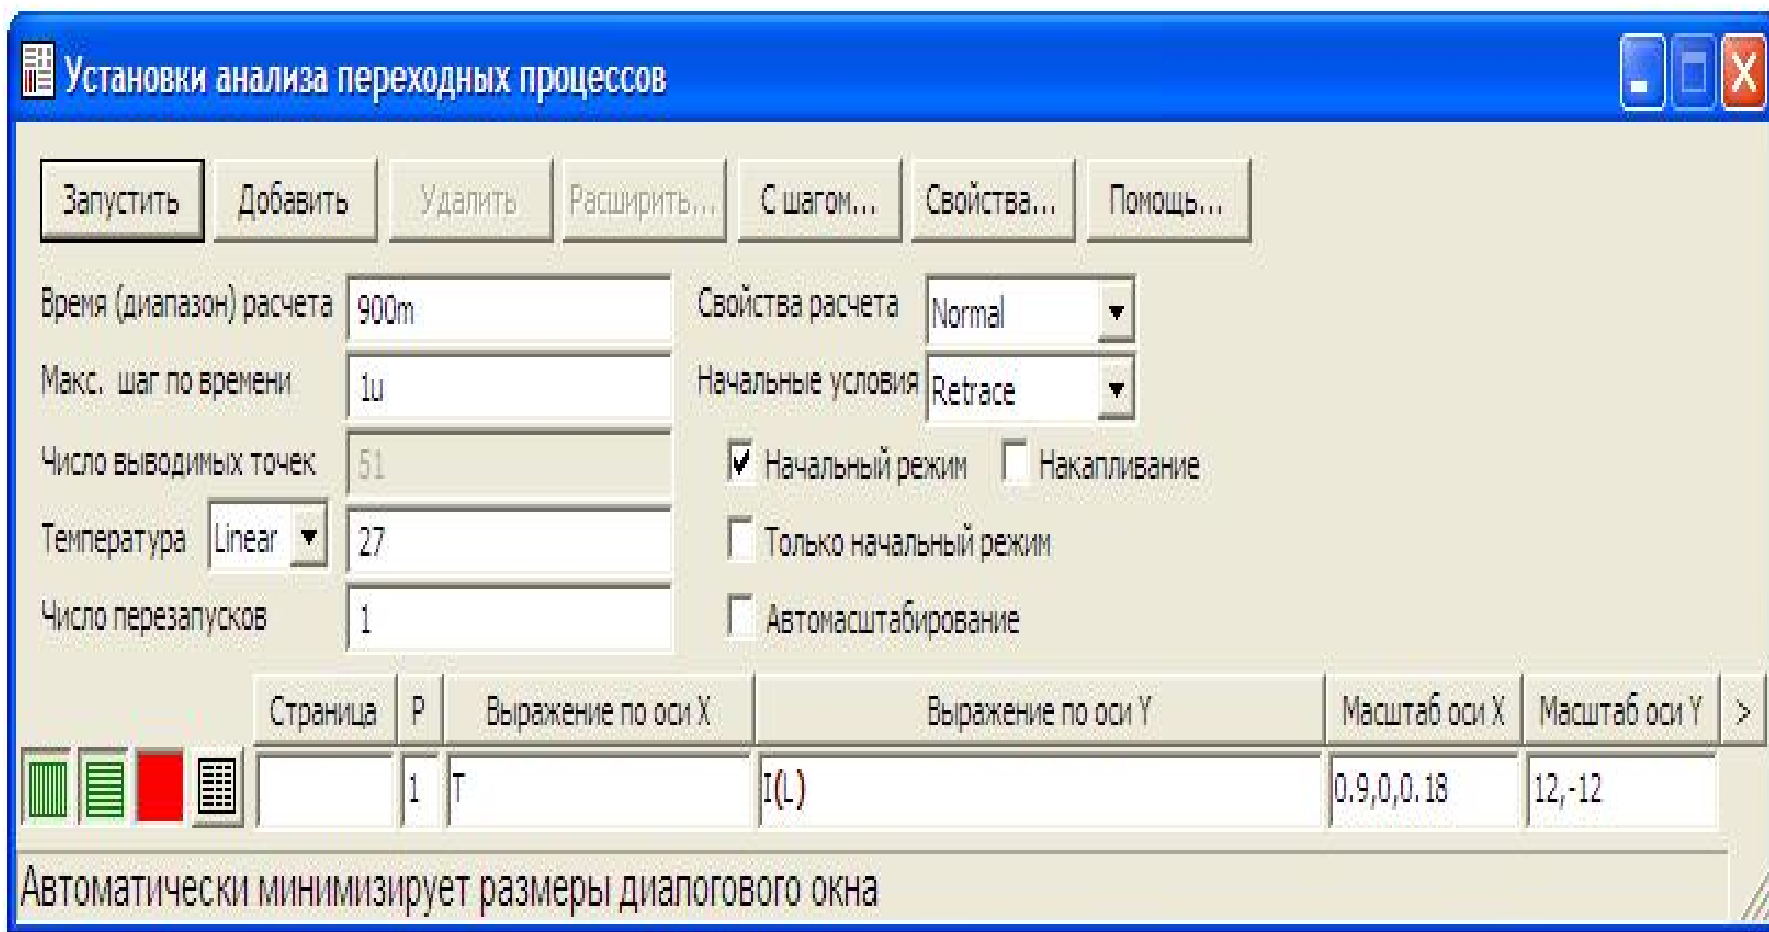 Установки анализа переходных процессов
Запустить Добавить Удалить Расширить... С шагом... Свойства... Помощь...
Время (диапазон) расчета 900m Свойства расчета Normal
Макс. шаг по времени 1u Начальные условия Retrace
Число выводимых точек 51 Начальный режим Накапливание
Температура Linear 27 Только начальный режим
Число перезапусков 1 Автомасштабирование
Страница P Выражение по оси X Выражение по оси Y Масштаб оси X Масштаб оси Y >
1 T I(L) 0.9,0,0.18 12,-12
Автоматически минимизирует размеры диалогового окна